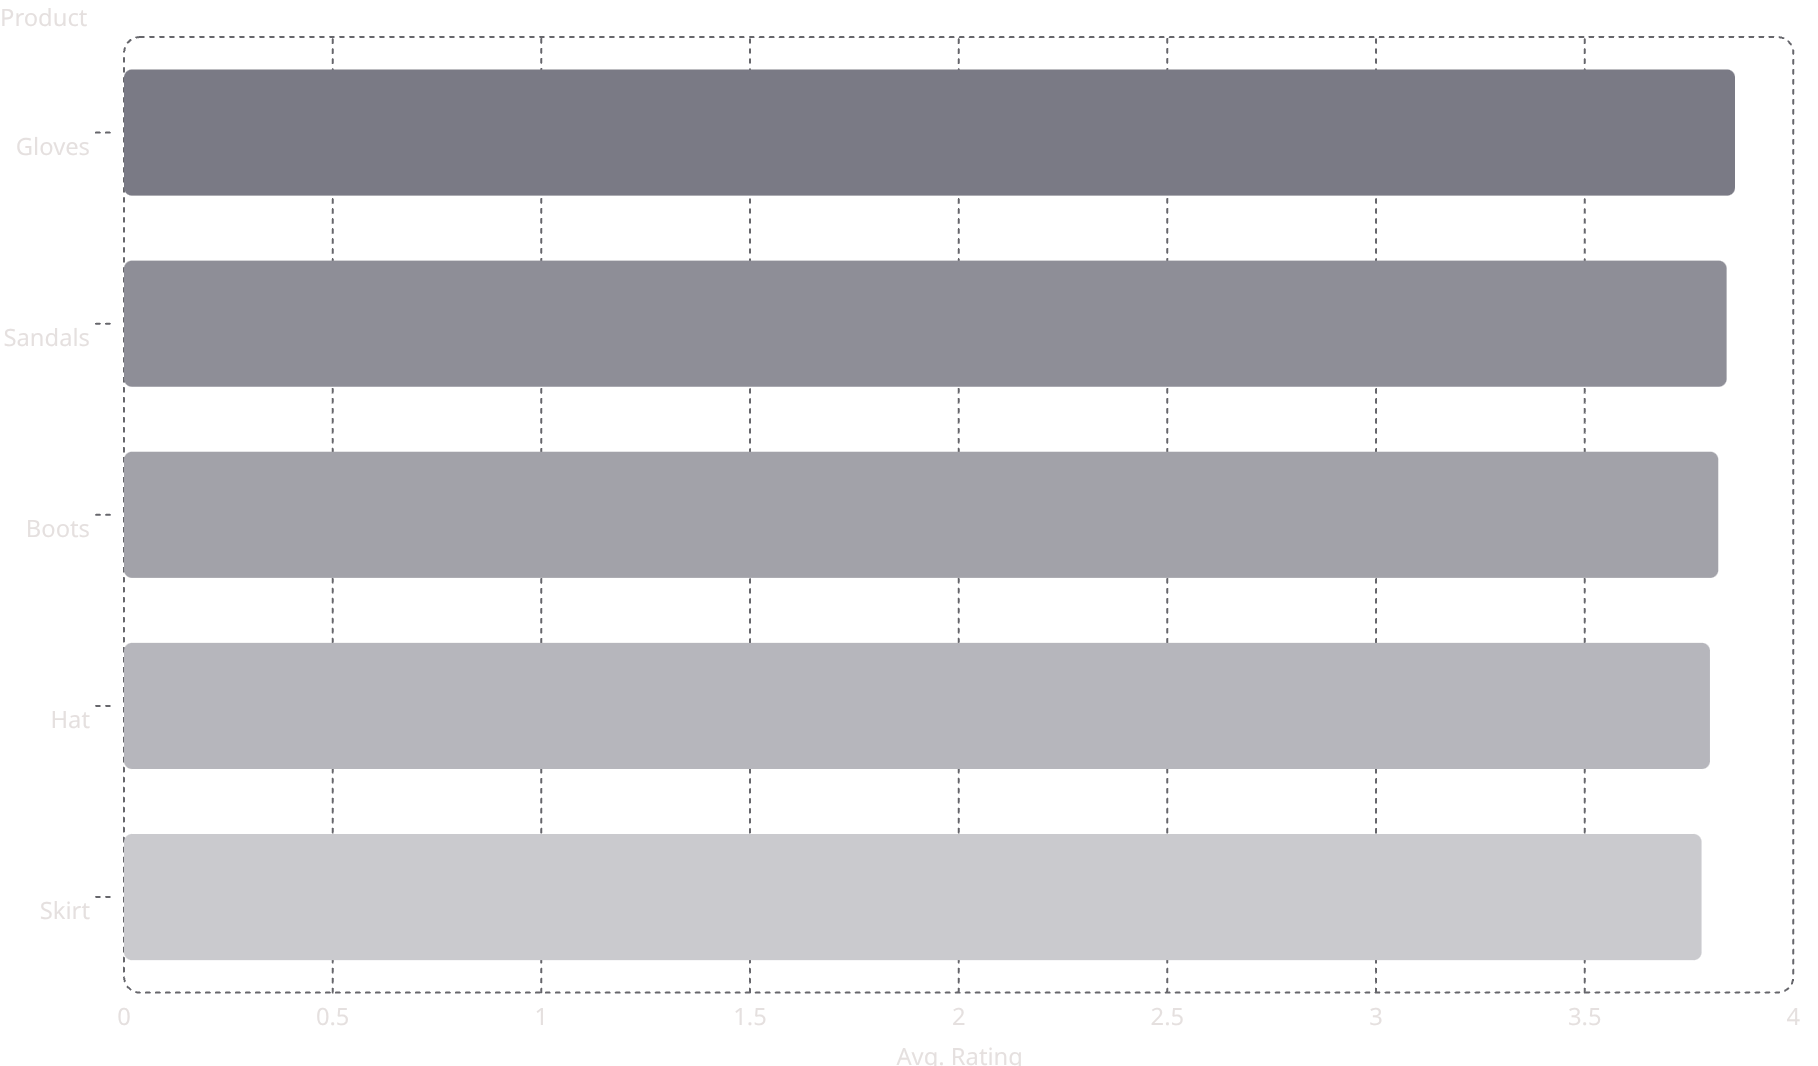 Product
Gloves
Sandals
Boots
Hat
Skirt
0 0.5 1 1.5 2 2.5 3 3.5 4
Avg. Rating